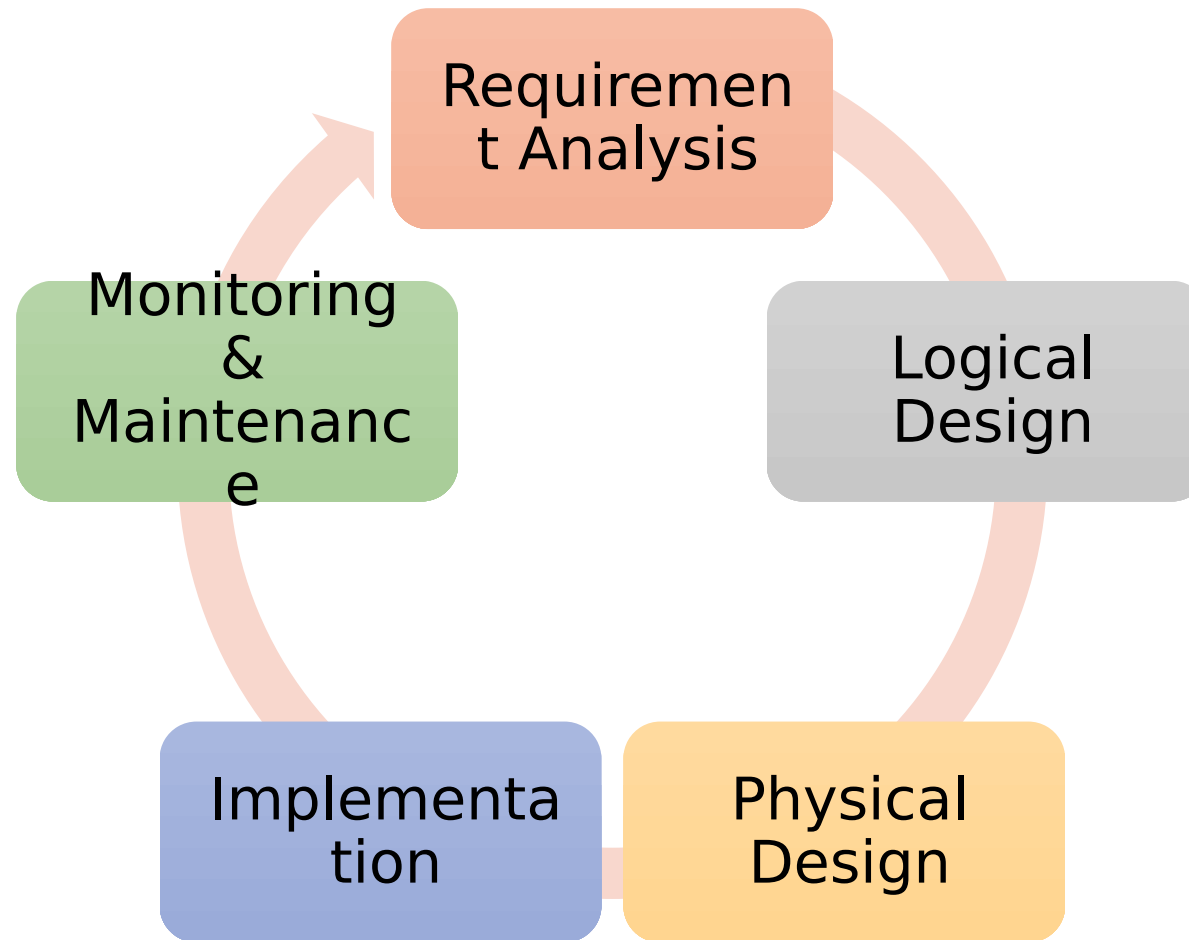 Requiremen
t Analysis
Logical
Design
Physical
Design
Implementa
tion
Monitoring
&
Maintenanc
e